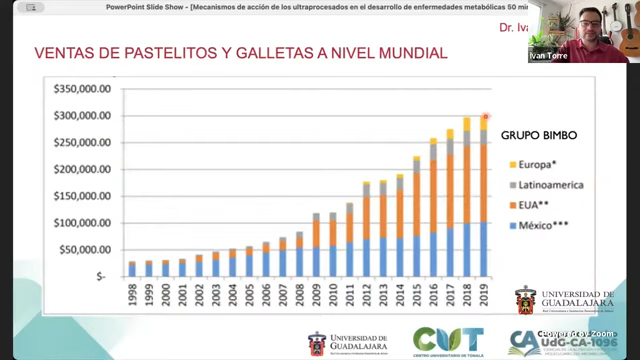 PowerPoint Slide Show - [Mecanismos de acción de los ultraprocesados en el desarrollo de enfermedades metabólicas 50 min
Dr. Iva
Ivan Torre
VENTAS DE PASTELITOS Y GALLETAS A NIVEL MUNDIAL
$350,000.00
$300,000.00
$250,000.00
$200,000.00
$150,000.00
$100,000.00
$50,000.00
$-
1998 1999 2000 2001 2002 2003 2004 2005 2006 2007 2008 2009 2010 2011 2012 2013 2014 2015 2016 2017 2018 2019
GRUPO BIMBO
Europa*
Latinoamerica
EUA**
México***
UNIVERSIDAD DE
GUADALAJARA
UNIVERSIDAD
DE GUADALAJARA
CUT
CENTRO UNIVERSITARIO DE TONALÁ
CA
UDG-CA-1096
Powered by Zoom